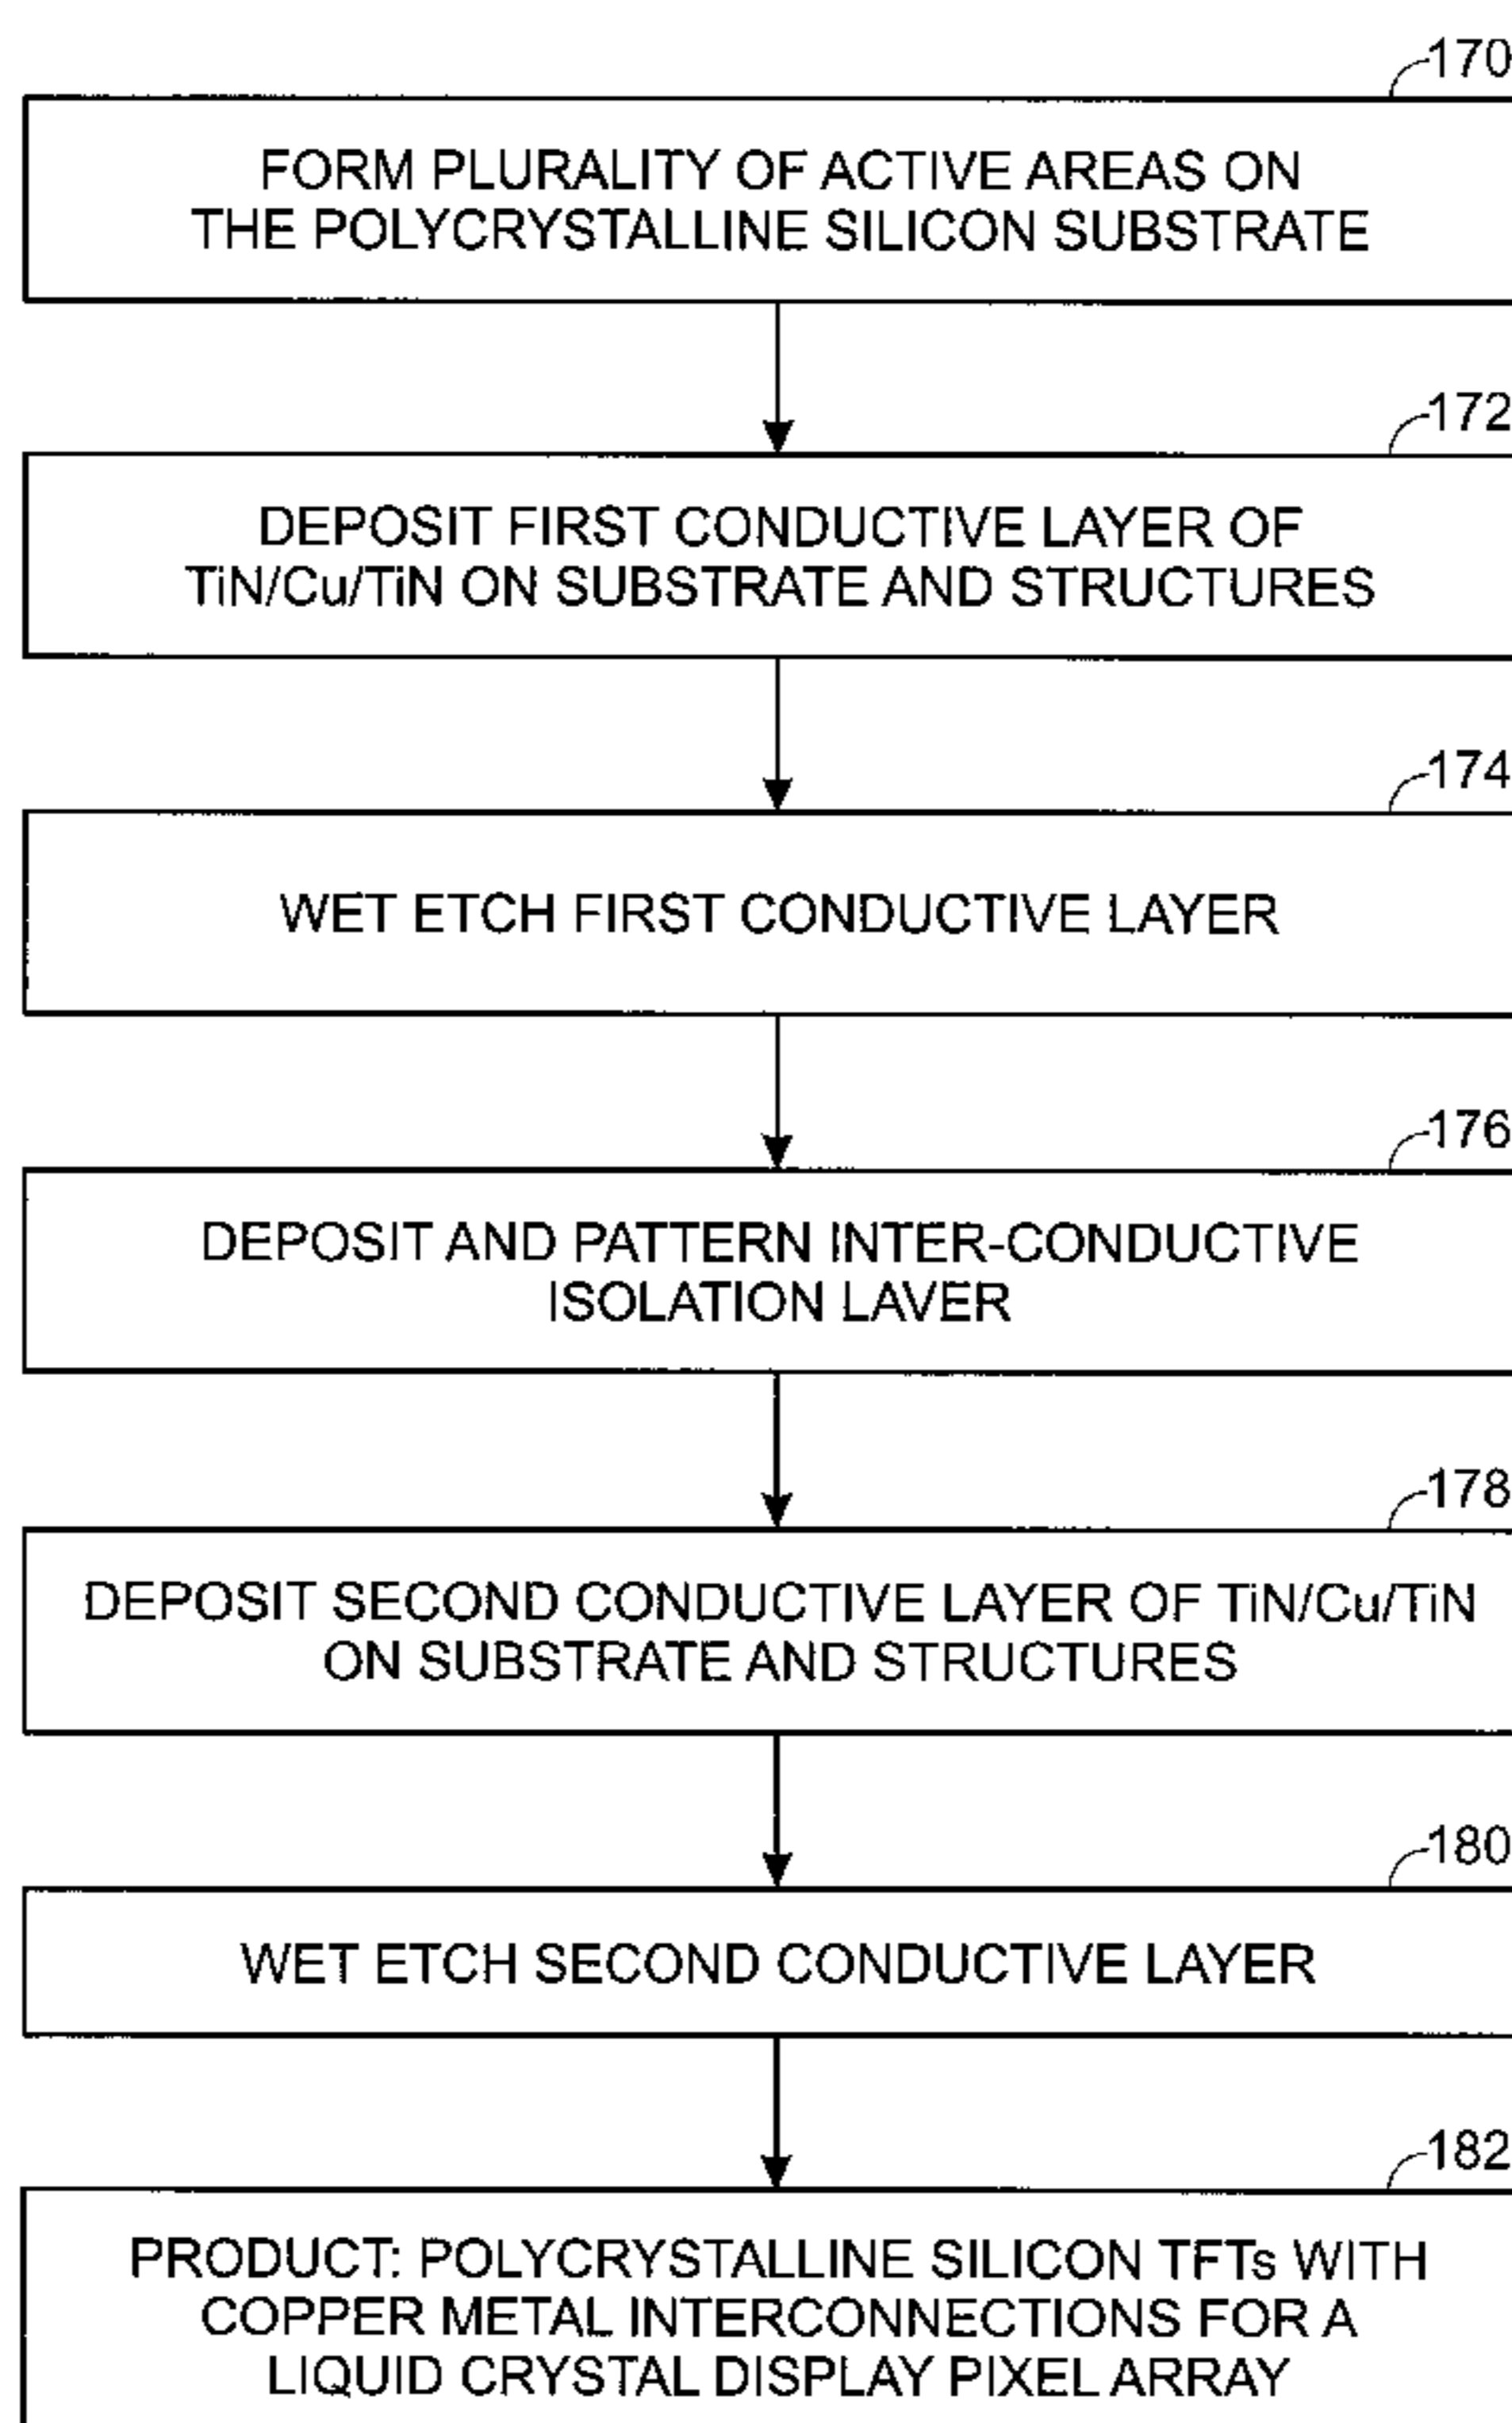 170
FORM PLURALITY OF ACTIVE AREAS ON
THE POLYCRYSTALLINE SILICON SUBSTRATE
172
DEPOSIT FIRST CONDUCTIVE LAYER OF
TiN/Cu/TiN ON SUBSTRATE AND STRUCTURES
174
WET ETCH FIRST CONDUCTIVE LAYER
176
DEPOSIT AND PATTERN INTER-CONDUCTIVE
ISOLATION LAVER
178
DEPOSIT SECOND CONDUCTIVE LAYER OF TiN/Cu/TiN
ON SUBSTRATE AND STRUCTURES
180
WET ETCH SECOND CONDUCTIVE LAYER
182
PRODUCT: POLYCRYSTALLINE SILICON TFTs WITH
COPPER METAL INTERCONNECTIONS FOR A
LIQUID CRYSTAL DISPLAY PIXEL ARRAY